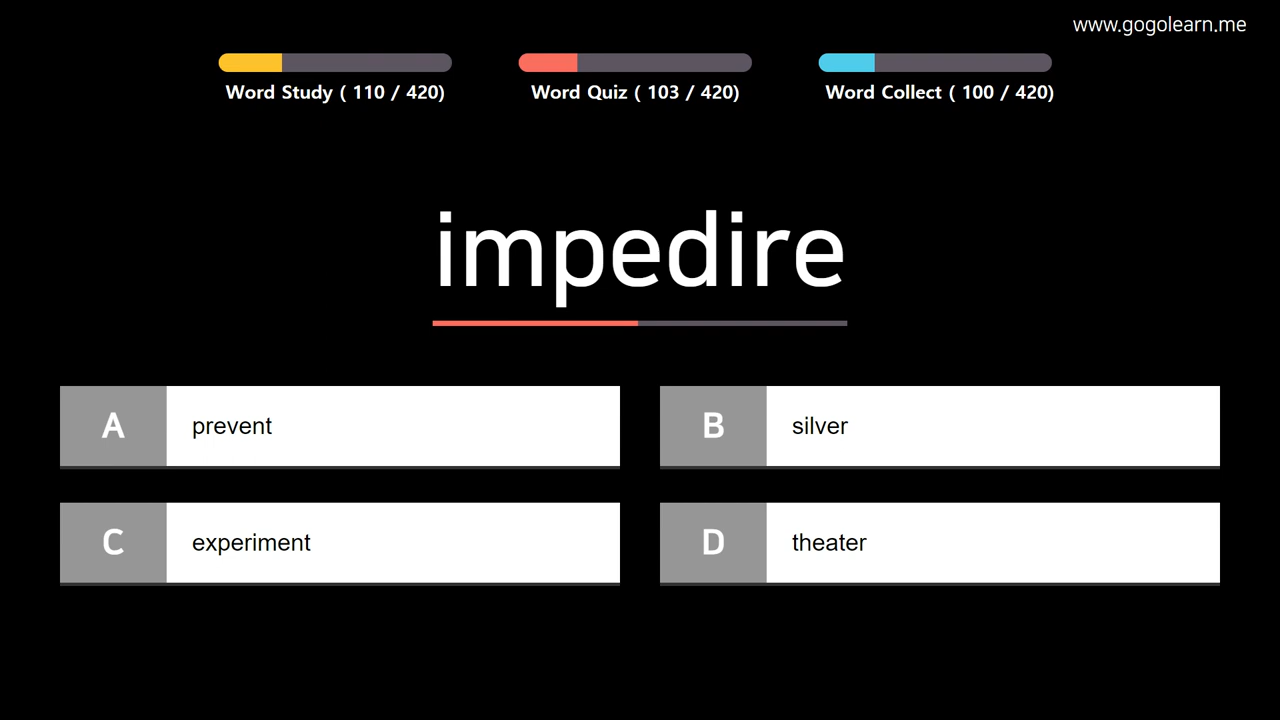 www.gogolearn.me
Word Study ( 110 / 420)
Word Quiz ( 103 / 420)
Word Collect ( 100 / 420)
impedire
A prevent
B silver
C experiment
D theater